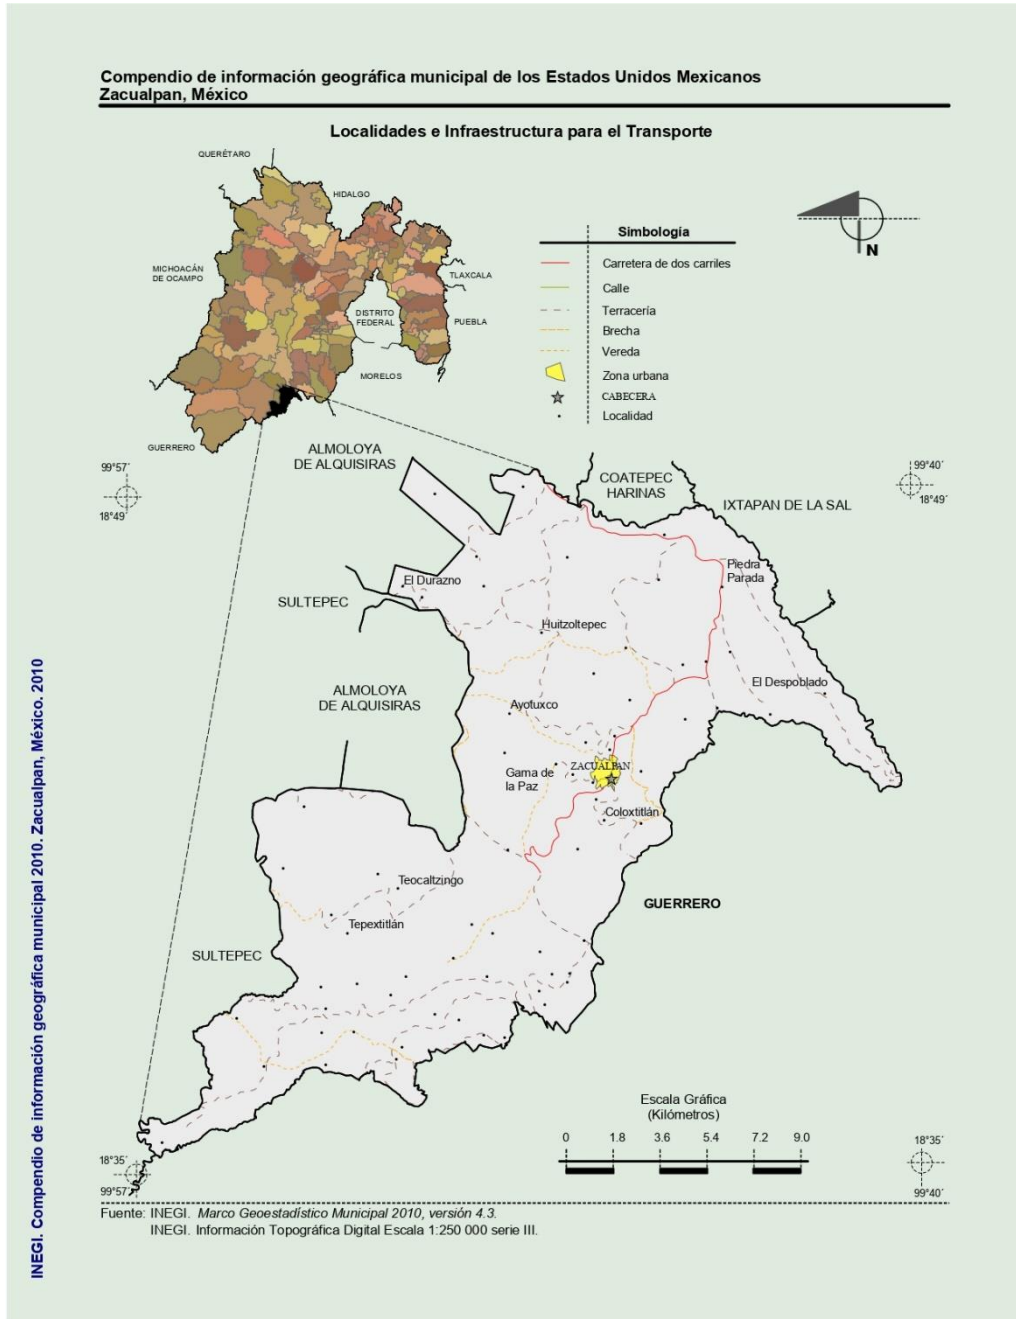 Compendio de información geográfica municipal de los Estados Unidos Mexicanos
Zacualpan, México
Localidades e Infraestructura para el Transporte
QUERÉTARO
HIDALGO
MICHOACÁN
DE OCAMPO
TLAXCALA
DISTRITO
FEDERAL
PUEBLA
MORELOS
GUERRERO
N
Simbología
Carretera de dos carriles
Calle
Terracería
Brecha
Vereda
Zona urbana
CABECERA
Localidad
99°57´
18°49´
99°40´
18°49´
ALMOLOYA
DE ALQUISIRAS
COATEPEC
HARINAS
IXTAPAN DE LA SAL
Piedra
Parada
El Durazno
SULTEPEC
Huitzoltepec
El Despoblado
ALMOLOYA
DE ALQUISIRAS
Ayotuxco
ZACUALPAN
Gama de
la Paz
Coloxtitlán
Teocaltzingo
GUERRERO
Tepextitlán
SULTEPEC
Escala Gráfica
(Kilómetros)
0 1.8 3.6 5.4 7.2 9.0
18°35´
99°57´
18°35´
99°40´
Fuente: INEGI. Marco Geoestadístico Municipal 2010, versión 4.3.
INEGI. Información Topográfica Digital Escala 1:250 000 serie III.
INEGI. Compendio de información geográfica municipal 2010. Zacualpan, México. 2010